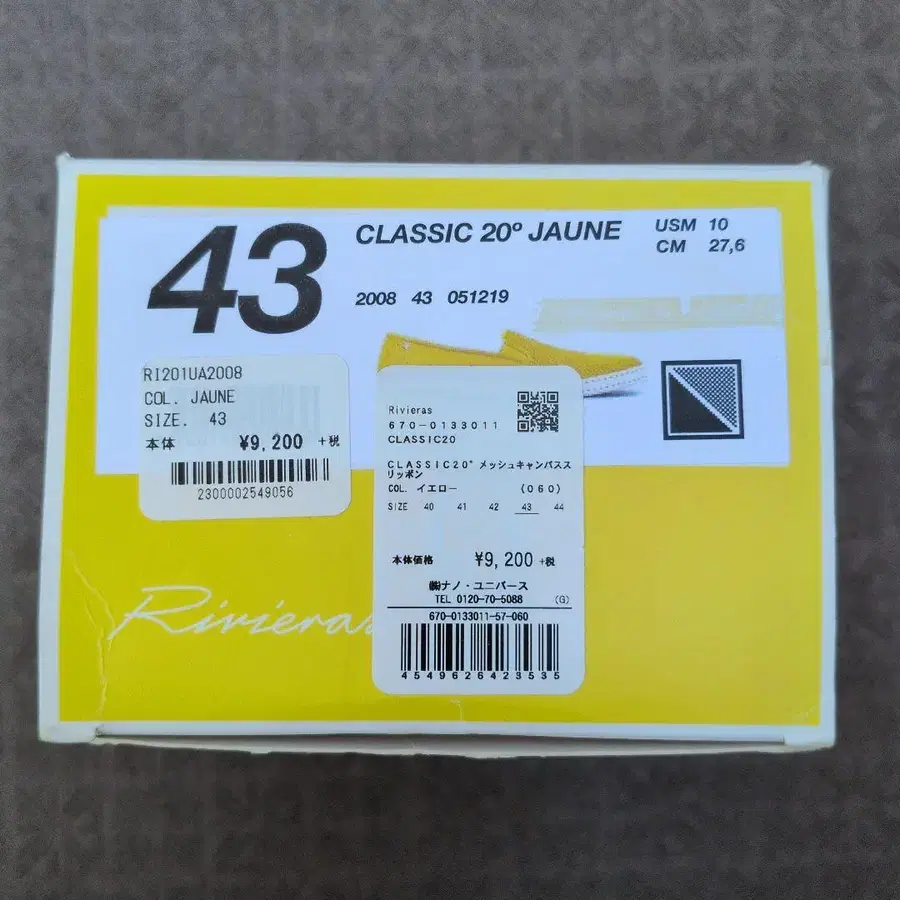 43
CLASSIC 20° JAUNE
USM 10
CM 27,6
2008 43 051219
RI201UA2008
COL. JAUNE
SIZE. 43
本体 ¥9,200 +税
2300002549056
Rivieras
670-0133011
CLASSIC20
CLASSIC20° メッシュキャンバスス
リッポン
COL. イエロー (060)
SIZE 40 41 42 43 44
本体価格 ¥9,200 +税
㈱ナノ・ユニバース
TEL 0120-70-5088 (G)
670-0133011-57-060
4549626423535
Rivieras